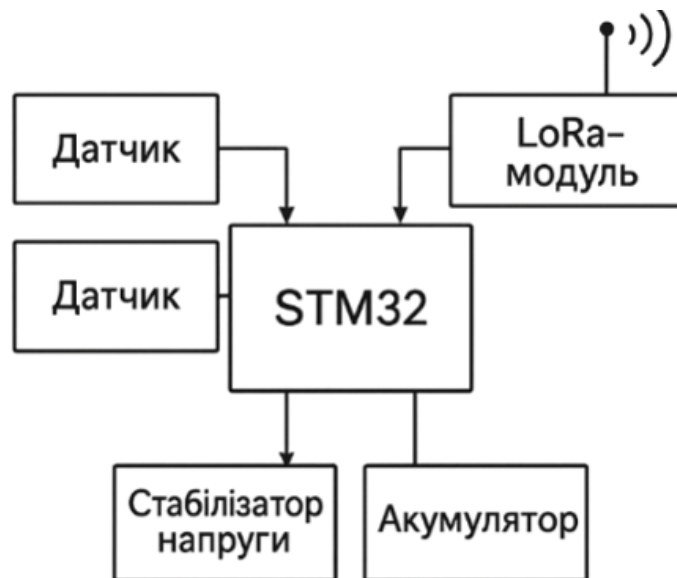 Датчик
LoRa–
модуль
Датчик
STM32
Стабілізатор
напруги
Акумулятор